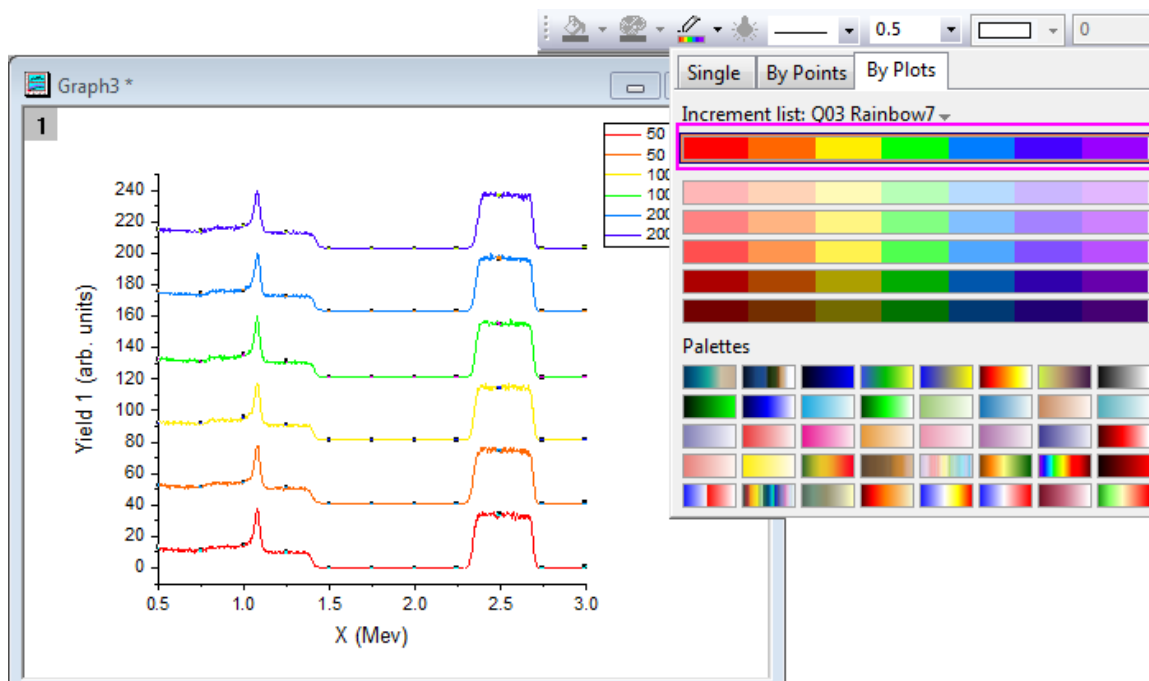 0.5
0
Graph3 *
Single
By Points
By Plots
Increment list: Q03 Rainbow7
1
50
50
100
100
200
200
240
220
200
180
160
140
120
100
80
60
40
20
0
Yield 1 (arb. units)
0.5 1.0 1.5 2.0 2.5 3.0
X (Mev)
Palettes